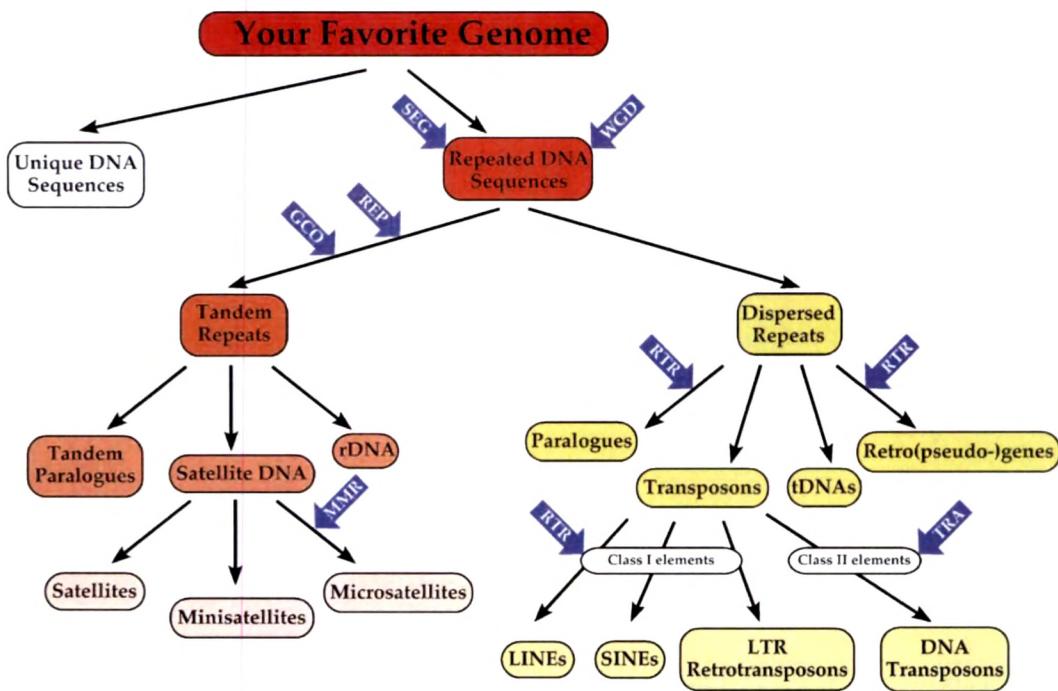 Your Favorite Genome
SEG
WGD
Unique DNA
Sequences
Repeated DNA
Sequences
GCO
REP
Tandem
Repeats
Dispersed
Repeats
RTR
RTR
Tandem
Paralogues
Satellite DNA
rDNA
Paralogues
Transposons
tDNAs
Retro(pseudo-)genes
MMR
RTR
TRA
Class I elements
Class II elements
Satellites
Minisatellites
Microsatellites
LINEs
SINEs
LTR
Retrotransposons
DNA
Transposons